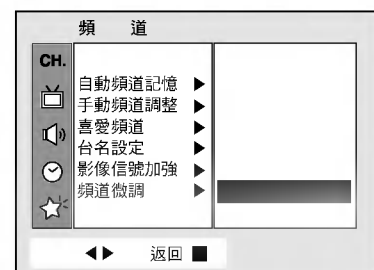 頻 道
CH.
自動頻道記憶 ▶
手動頻道調整 ▶
喜愛頻道 ▶
台名設定 ▶
影像信號加強 ▶
頻道微調 ▶
◀▶ 返回 ■